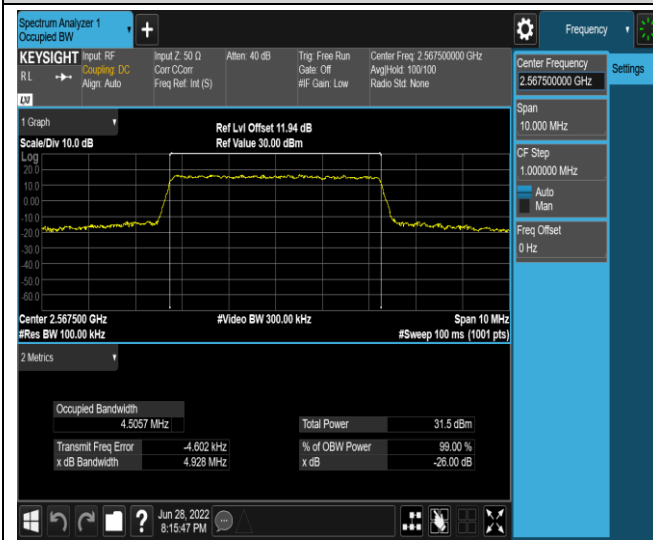 Spectrum Analyzer 1
Occupied BW
+
Frequency
KEYSIGHT
RL
LXI
Input: RF
Coupling: DC
Align: Auto
Input Z: 50 Ω
Corr CCorr
Freq Ref: Int (S)
Atten: 40 dB
Trig: Free Run
Gate: Off
#IF Gain: Low
Center Freq: 2.567500000 GHz
Avg|Hold: 100/100
Radio Std: None
Center Frequency
2.567500000 GHz
Settings
Span
10.000 MHz
CF Step
1.000000 MHz
Auto
Man
Freq Offset
0 Hz
1 Graph
Scale/Div 10.0 dB
Ref Lvl Offset 11.94 dB
Ref Value 30.00 dBm
Log
20.0
10.0
0.00
-10.0
-20.0
-30.0
-40.0
-50.0
-60.0
Center 2.567500 GHz
#Res BW 100.00 kHz
#Video BW 300.00 kHz
Span 10 MHz
#Sweep 100 ms (1001 pts)
2 Metrics
Occupied Bandwidth
4.5057 MHz
Transmit Freq Error -4.602 kHz
x dB Bandwidth 4.928 MHz
Total Power 31.5 dBm
% of OBW Power 99.00 %
x dB -26.00 dB
?
Jun 28, 2022
8:15:47 PM